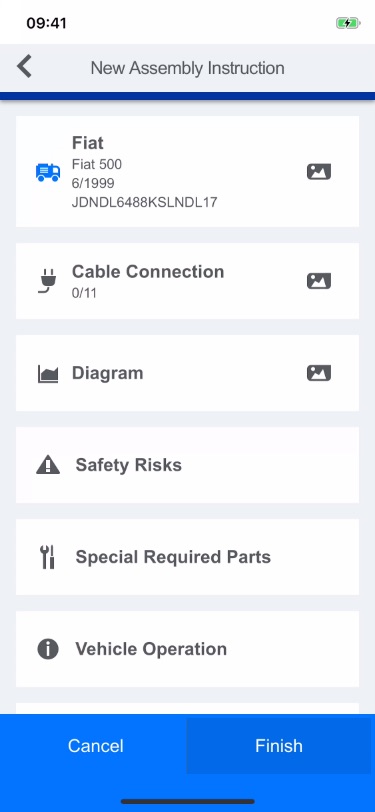 09:41
New Assembly Instruction
Fiat
Fiat 500
6/1999
JDNDL6488KSLNDL17
Cable Connection
0/11
Diagram
Safety Risks
Special Required Parts
Vehicle Operation
Cancel
Finish